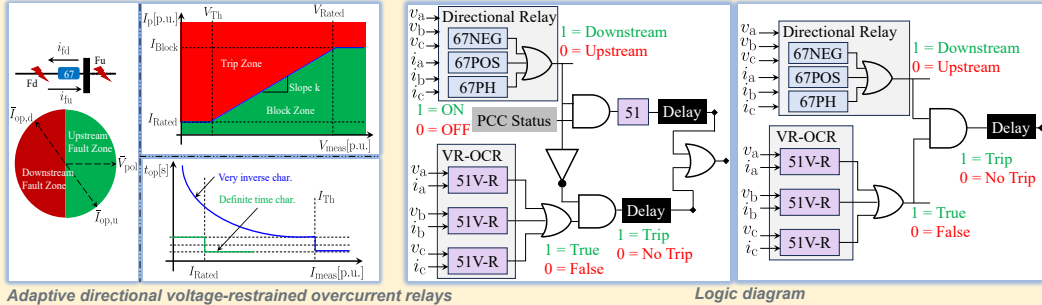 i_fd
Fu
67
Fd
i_fu
Ī_op,d
Upstream
Fault Zone
V̄_pol
Downstream
Fault Zone
Ī_op,u
I_p[p.u.]
V_Th
V_Rated
I_Block
Trip Zone
Slope k
Block Zone
I_Rated
V_meas[p.u.]
t_op[s]
Very inverse char.
Definite time char.
I_Th
I_Rated
I_meas[p.u.]
Adaptive directional voltage-restrained overcurrent relays
Directional Relay
v_a
v_b
v_c
i_a
i_b
i_c
67NEG
67POS
67PH
1 = Downstream
0 = Upstream
1 = ON
0 = OFF
PCC Status
51
Delay
VR-OCR
v_a
i_a
51V-R
v_b
i_b
51V-R
v_c
i_c
51V-R
Delay
1 = True
0 = False
1 = Trip
0 = No Trip
Directional Relay
v_a
v_b
v_c
i_a
i_b
i_c
67NEG
67POS
67PH
1 = Downstream
0 = Upstream
Delay
1 = Trip
0 = No Trip
VR-OCR
v_a
i_a
51V-R
v_b
i_b
51V-R
v_c
i_c
51V-R
1 = True
0 = False
Logic diagram